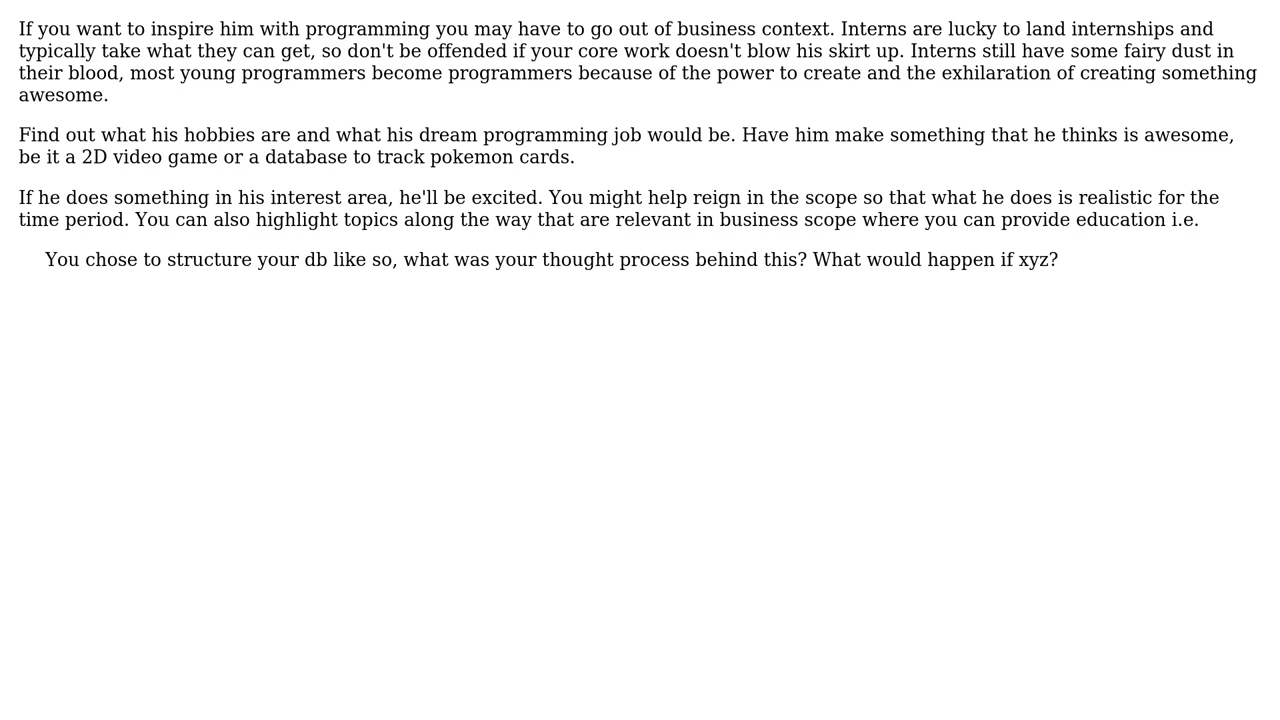 If you want to inspire him with programming you may have to go out of business context. Interns are lucky to land internships and
typically take what they can get, so don't be offended if your core work doesn't blow his skirt up. Interns still have some fairy dust in
their blood, most young programmers become programmers because of the power to create and the exhilaration of creating something
awesome.
Find out what his hobbies are and what his dream programming job would be. Have him make something that he thinks is awesome,
be it a 2D video game or a database to track pokemon cards.
If he does something in his interest area, he'll be excited. You might help reign in the scope so that what he does is realistic for the
time period. You can also highlight topics along the way that are relevant in business scope where you can provide education i.e.
You chose to structure your db like so, what was your thought process behind this? What would happen if xyz?